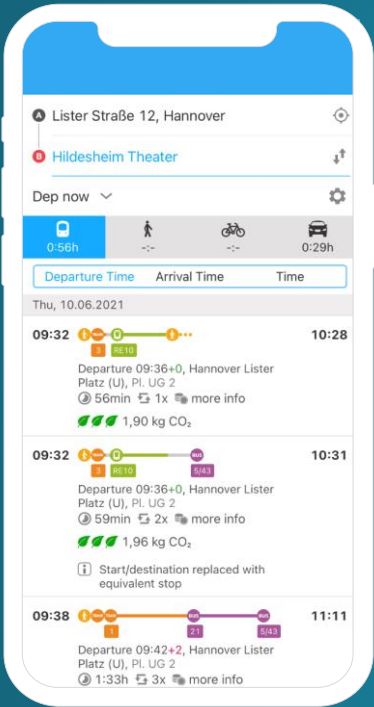 A Lister Straße 12, Hannover
B Hildesheim Theater
Dep now
0:56h -:- -:- 0:29h
Departure Time Arrival Time Time
Thu, 10.06.2021
09:32 10:28
3 RE10
Departure 09:36+0, Hannover Lister
Platz (U), Pl. UG 2
56min 1x more info
1,90 kg CO₂
09:32 BUS 10:31
3 RE10 5/43
Departure 09:36+0, Hannover Lister
Platz (U), Pl. UG 2
59min 2x more info
1,96 kg CO₂
i Start/destination replaced with
equivalent stop
09:38 BUS BUS 11:11
1 21 5/43
Departure 09:42+2, Hannover Lister
Platz (U), Pl. UG 2
1:33h 3x more info